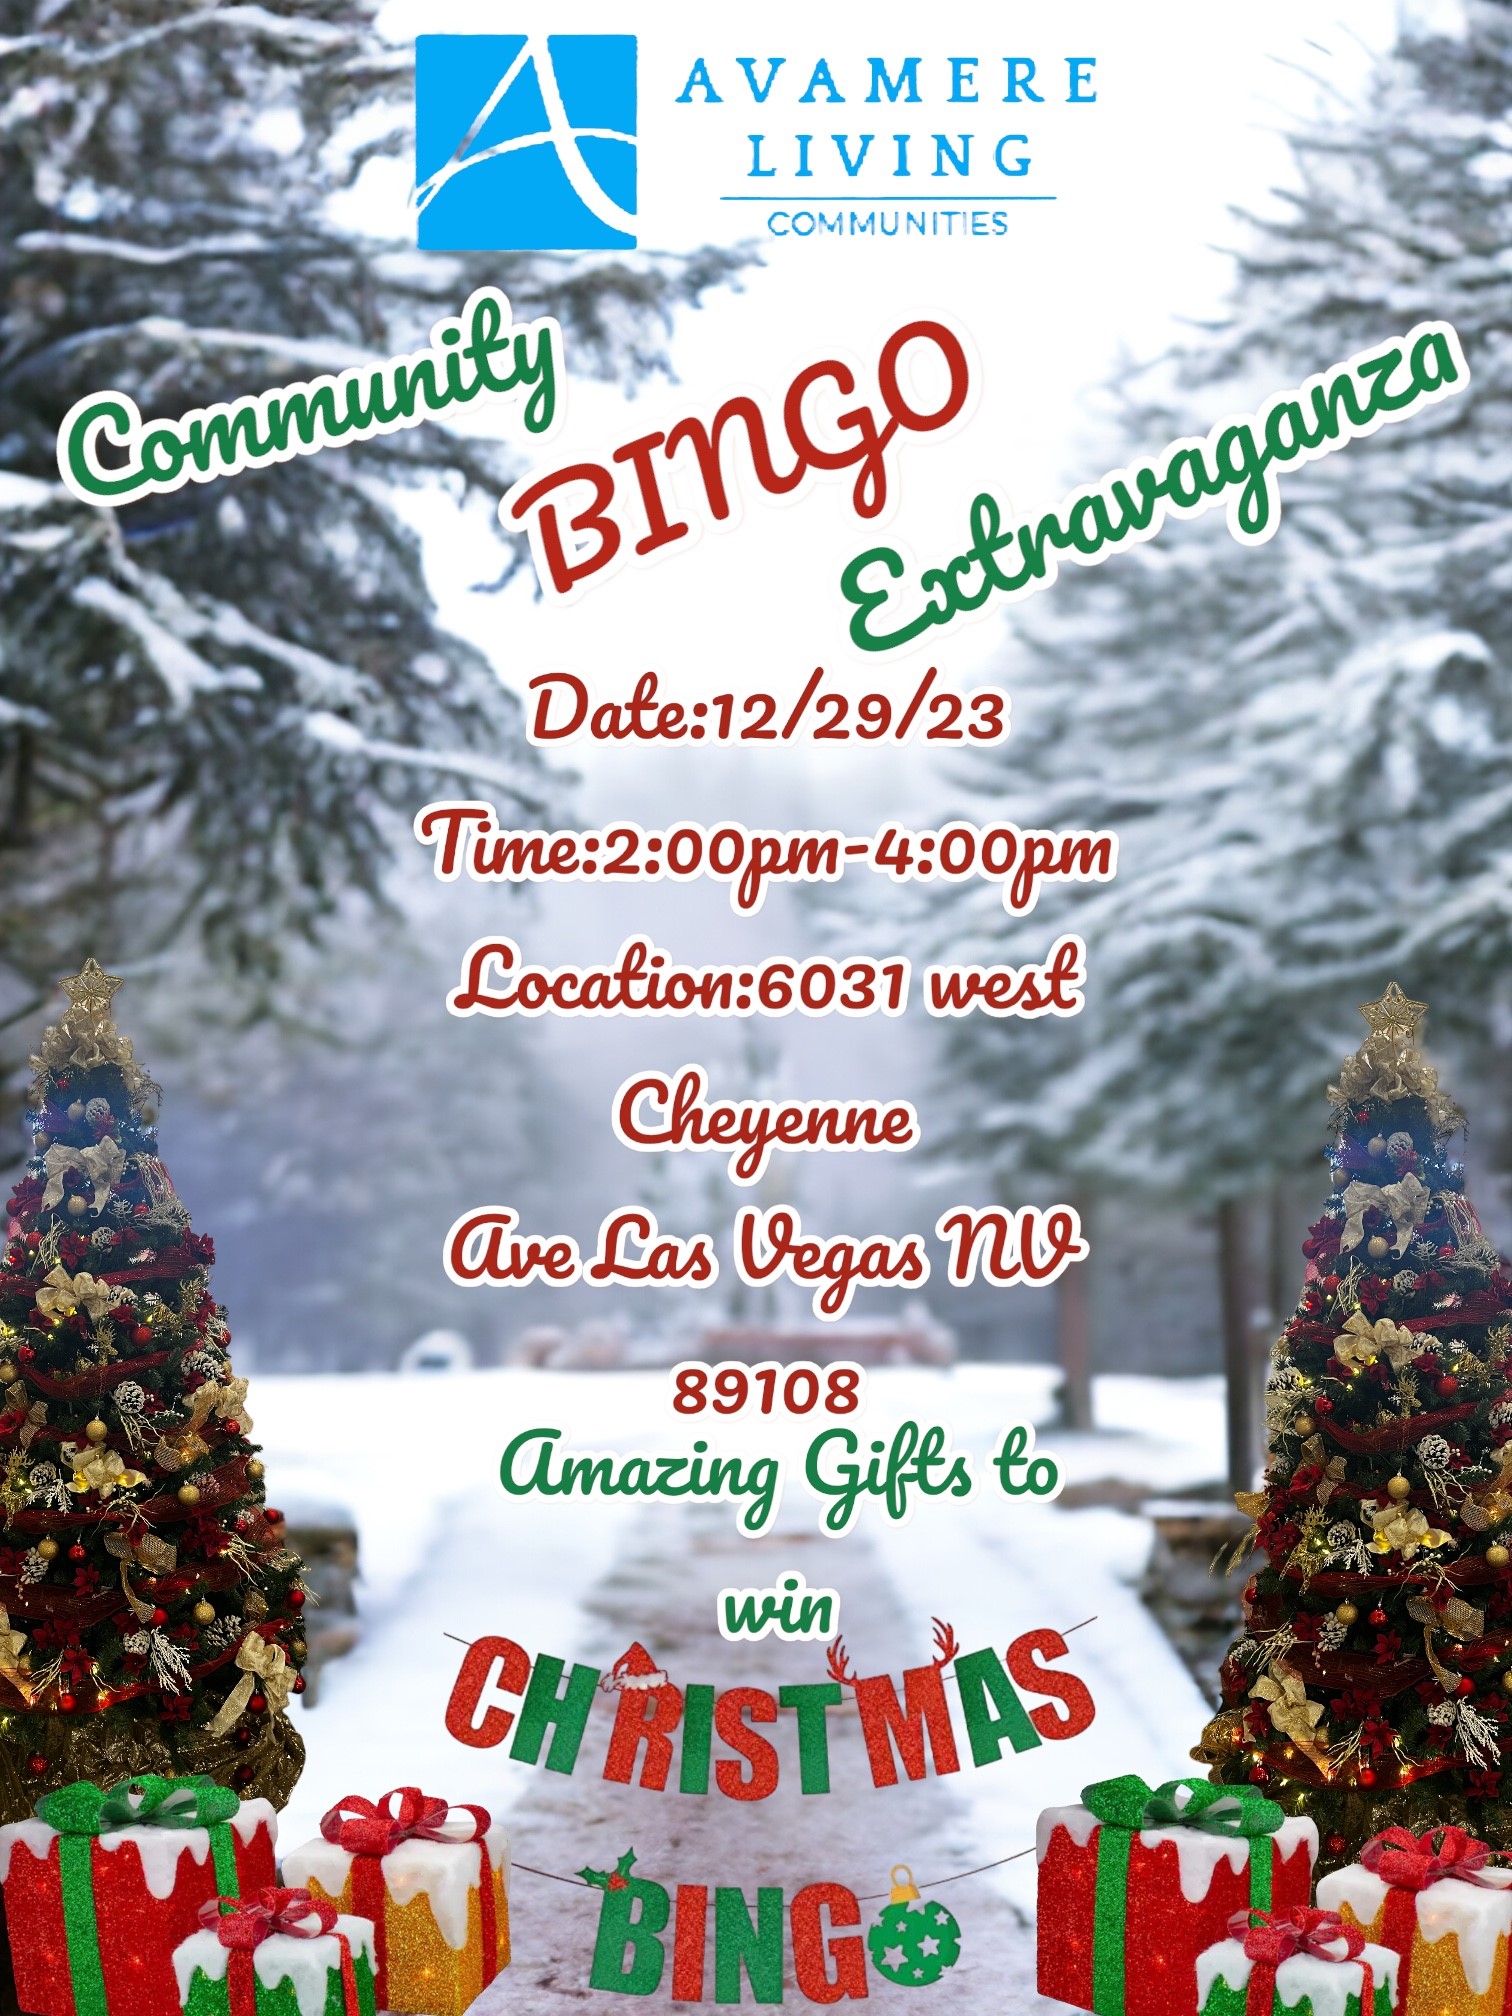 AVAMERE
LIVING
COMMUNITIES
Community
BINGO
Extravaganza
Date:12/29/23
Time:2:00pm-4:00pm
Location:6031 west
Cheyenne
Ave Las Vegas NV
89108
Amazing Gifts to
win
CHRISTMAS
BINGO